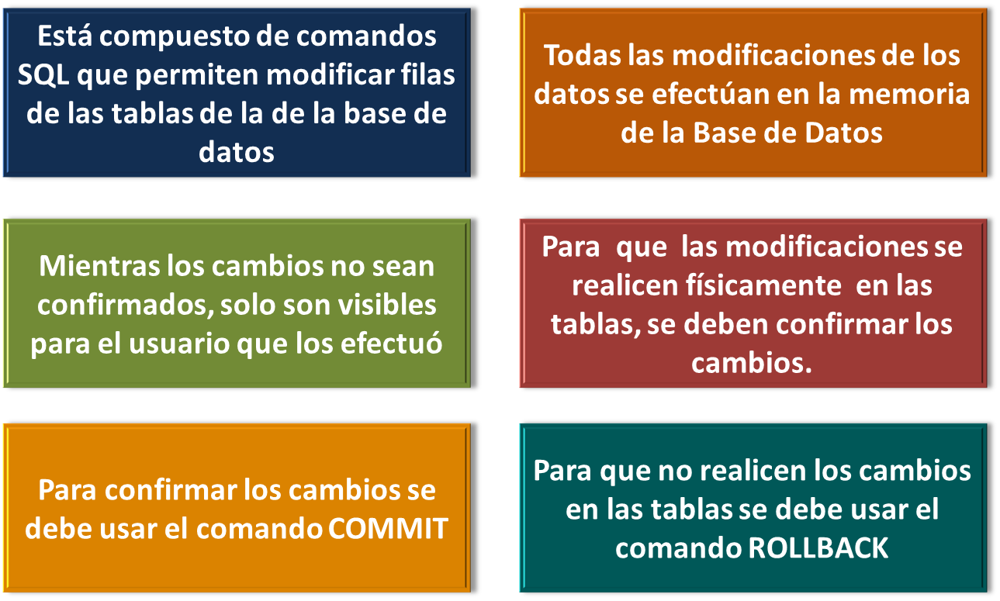 Está compuesto de comandos
SQL que permiten modificar filas
de las tablas de la de la base de
datos
Todas las modificaciones de los
datos se efectúan en la memoria
de la Base de Datos
Mientras los cambios no sean
confirmados, solo son visibles
para el usuario que los efectuó
Para que las modificaciones se
realicen físicamente en las
tablas, se deben confirmar los
cambios.
Para confirmar los cambios se
debe usar el comando COMMIT
Para que no realicen los cambios
en las tablas se debe usar el
comando ROLLBACK